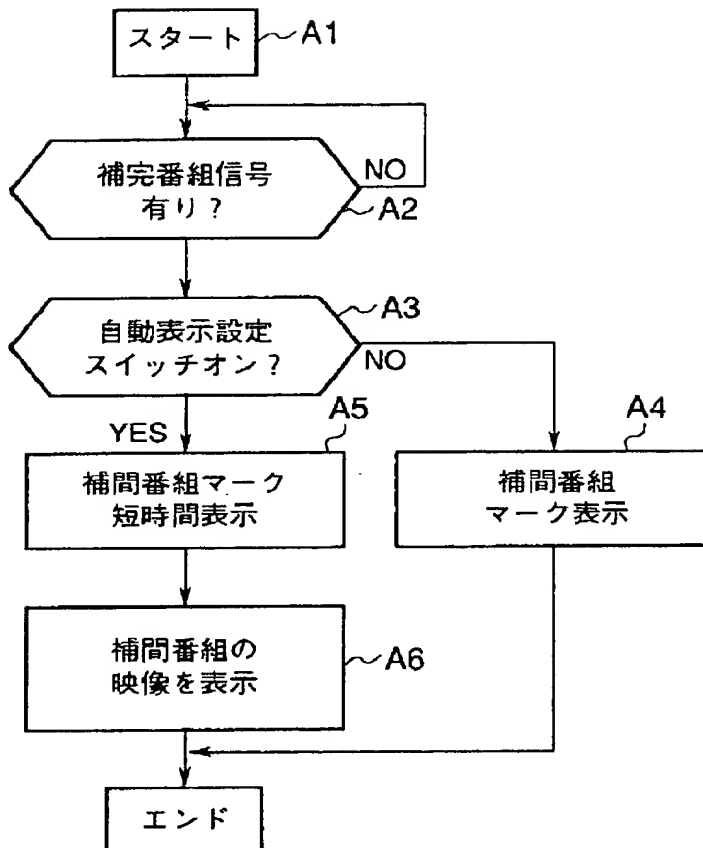 スタート
A1
補完番組信号
有り？
NO
A2
A3
自動表示設定
スイッチオン？
NO
YES
A5
補間番組マーク
短時間表示
A4
補間番組
マーク表示
補間番組の
映像を表示
A6
エンド